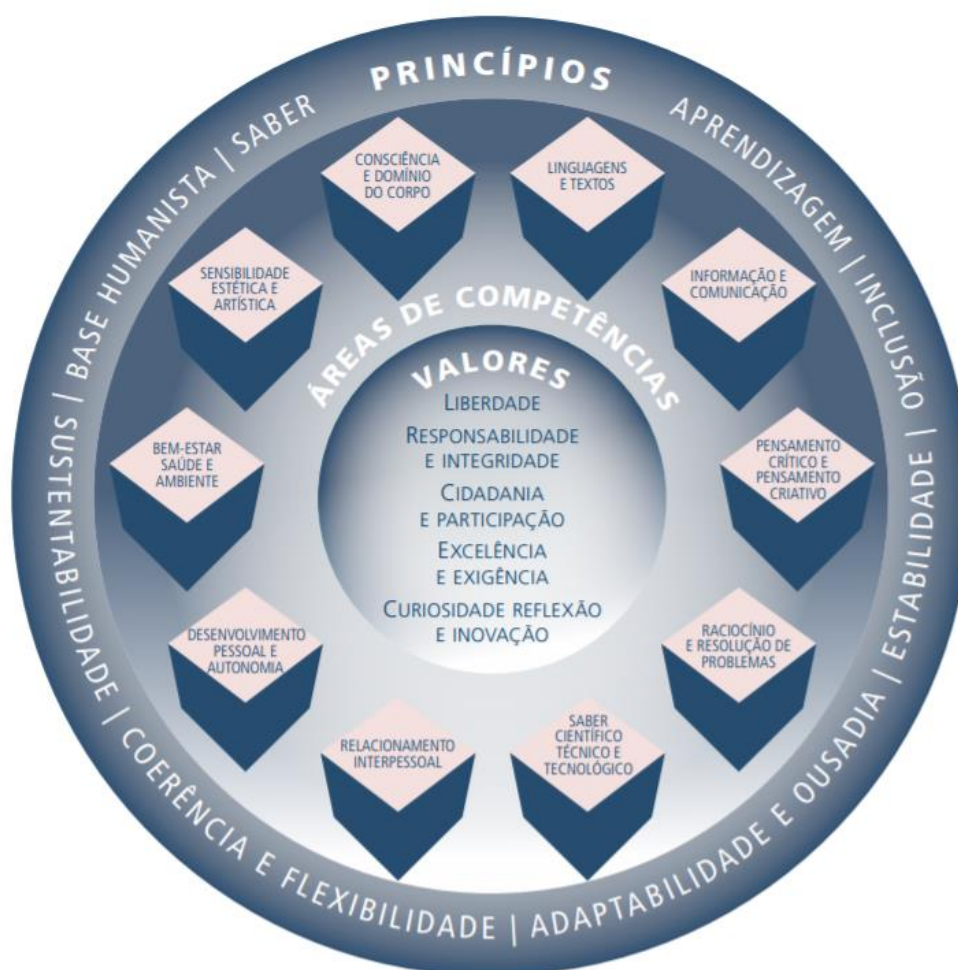 PRINCÍPIOS
APRENDIZAGEM | INCLUSÃO | ESTABILIDADE | ADAPTABILIDADE E OUSADIA | COERÊNCIA E FLEXIBILIDADE | SUSTENTABILIDADE | BASE HUMANISTA | SABER
LINGUAGENS
E TEXTOS
INFORMAÇÃO E
COMUNICAÇÃO
PENSAMENTO
CRÍTICO E
PENSAMENTO
CRIATIVO
RACIOCÍNIO
E RESOLUÇÃO DE
PROBLEMAS
SABER
CIENTÍFICO
TÉCNICO E
TECNOLÓGICO
RELACIONAMENTO
INTERPESSOAL
DESENVOLVIMENTO
PESSOAL E
AUTONOMIA
BEM-ESTAR
SAÚDE E
AMBIENTE
SENSIBILIDADE
ESTÉTICA E
ARTÍSTICA
CONSCIÊNCIA
E DOMÍNIO
DO CORPO
ÁREAS DE COMPETÊNCIAS
VALORES
LIBERDADE
RESPONSABILIDADE
E INTEGRIDADE
CIDADANIA
E PARTICIPAÇÃO
EXCELÊNCIA
E EXIGÊNCIA
CURIOSIDADE REFLEXÃO
E INOVAÇÃO